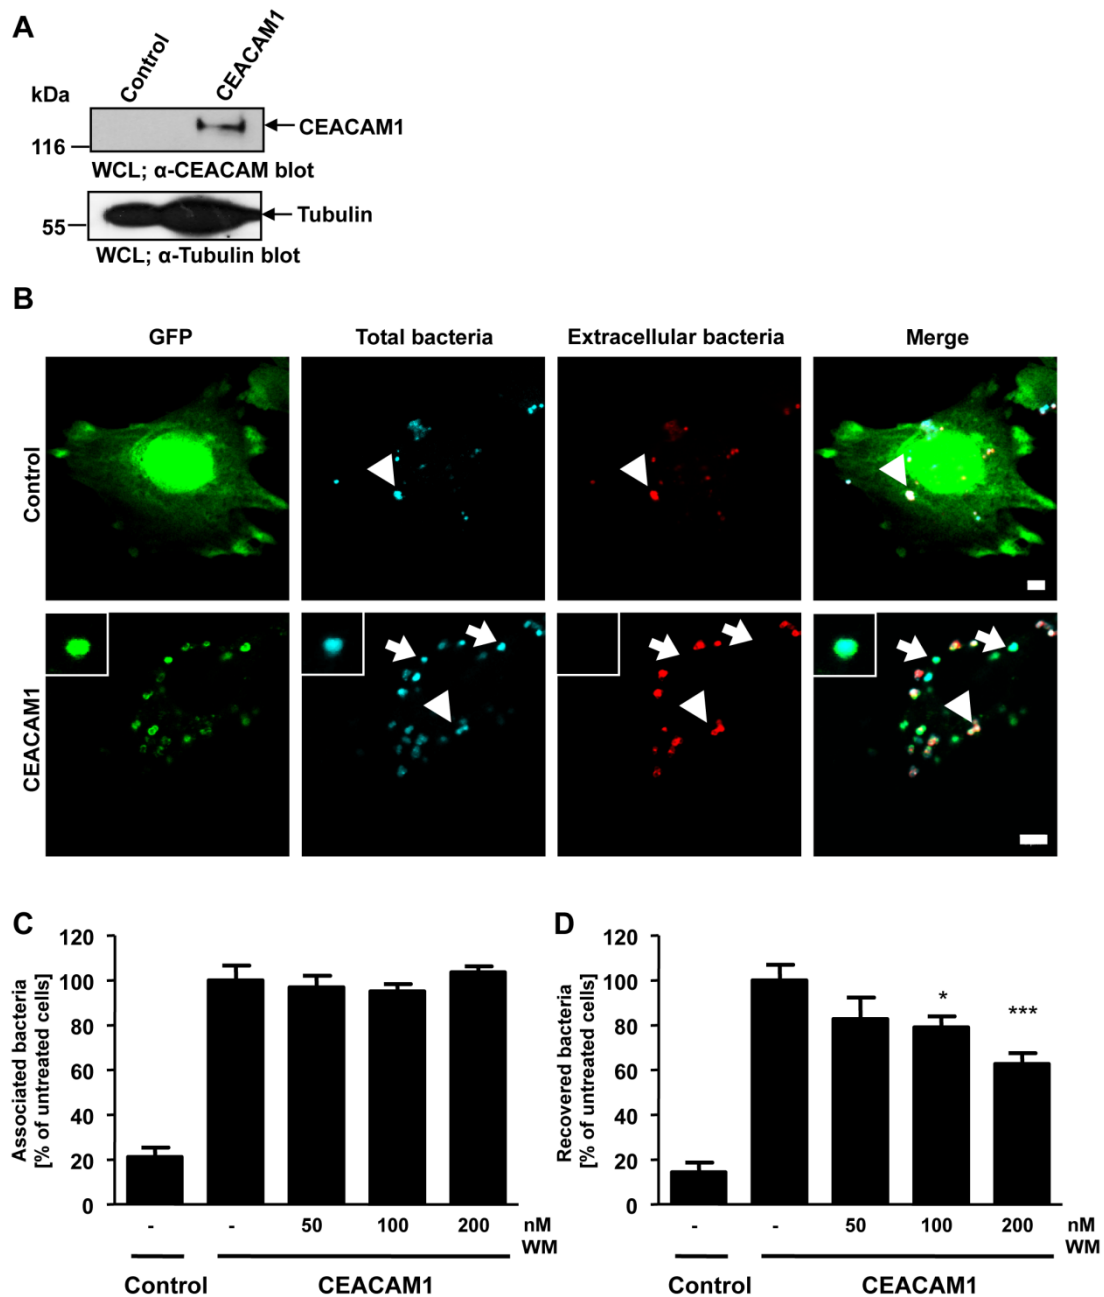 A
Control
CEACAM1
kDa
CEACAM1
116
WCL; α-CEACAM blot
Tubulin
55
WCL; α-Tubulin blot
B
GFP Total bacteria Extracellular bacteria Merge
Control
CEACAM1
C
Associated bacteria
[% of untreated cells]
120
100
80
60
40
20
0
- - 50 100 200 nM
WM
Control CEACAM1
D
Recovered bacteria
[% of untreated cells]
120
100
80
60
40
20
0
* ***
- - 50 100 200 nM
WM
Control CEACAM1